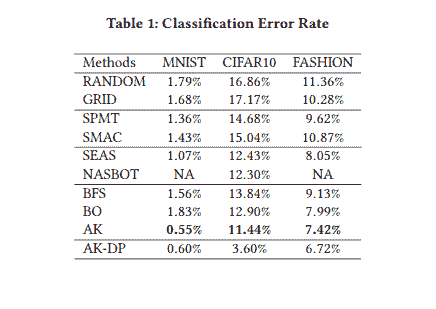 Table 1: Classification Error Rate
Methods MNIST CIFAR10 FASHION
RANDOM 1.79% 16.86% 11.36%
GRID 1.68% 17.17% 10.28%
SPMT 1.36% 14.68% 9.62%
SMAC 1.43% 15.04% 10.87%
SEAS 1.07% 12.43% 8.05%
NASBOT NA 12.30% NA
BFS 1.56% 13.84% 9.13%
BO 1.83% 12.90% 7.99%
AK 0.55% 11.44% 7.42%
AK-DP 0.60% 3.60% 6.72%